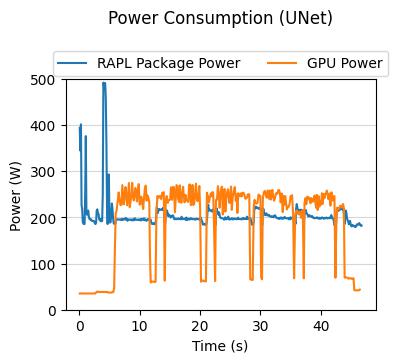 Power Consumption (UNet)
RAPL Package Power GPU Power
500
400
300
200
100
0
Power (W)
0 10 20 30 40
Time (s)